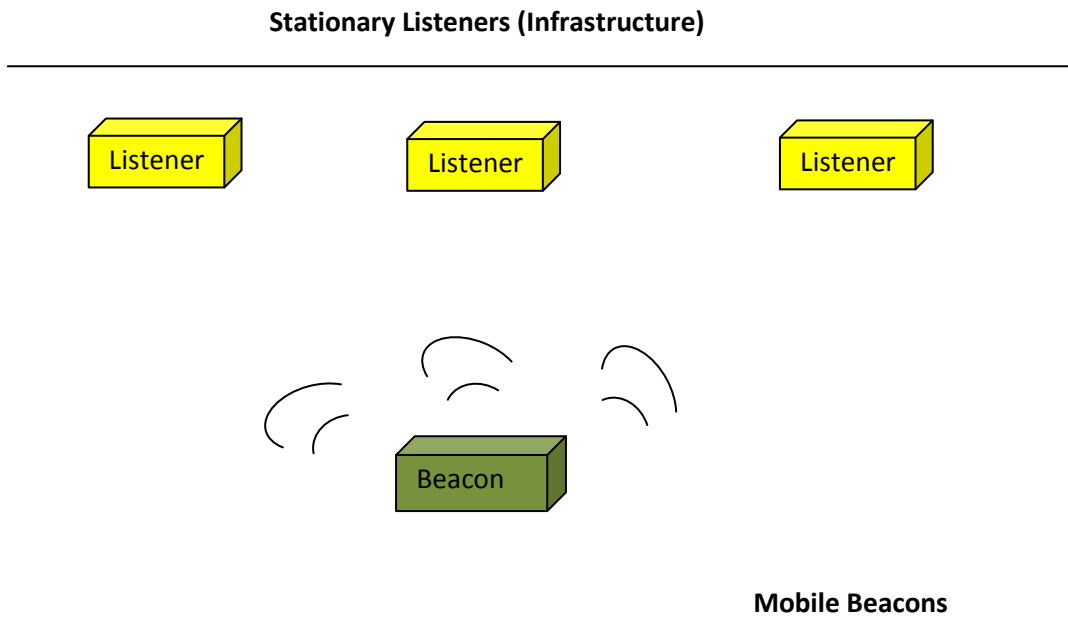 Stationary Listeners (Infrastructure)
Listener
Listener
Listener
Beacon
Mobile Beacons